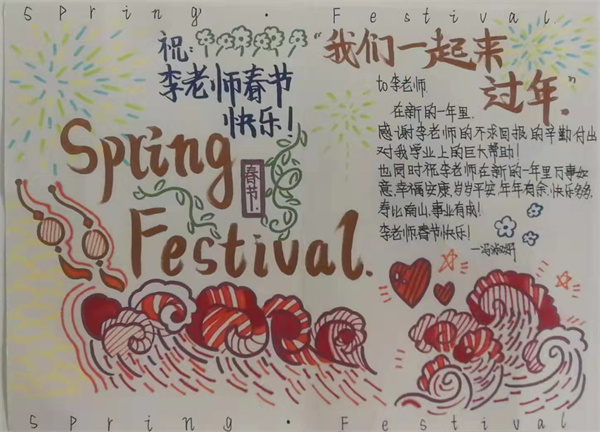 Spring · Festival
祝:
李老师春节
快乐!
Spring
春节
Festival.
"我们一起来
过年."
to李老师
在新的一年里.
感谢李老师的不求回报的辛勤付出
对我学业上的巨大帮助!
也同时祝李老师在新的一年里万事如
意,幸福安康,岁岁平安,年年有余,快乐多多,
寿比南山,事业有成!
李老师春节快乐!
Spring · Festival